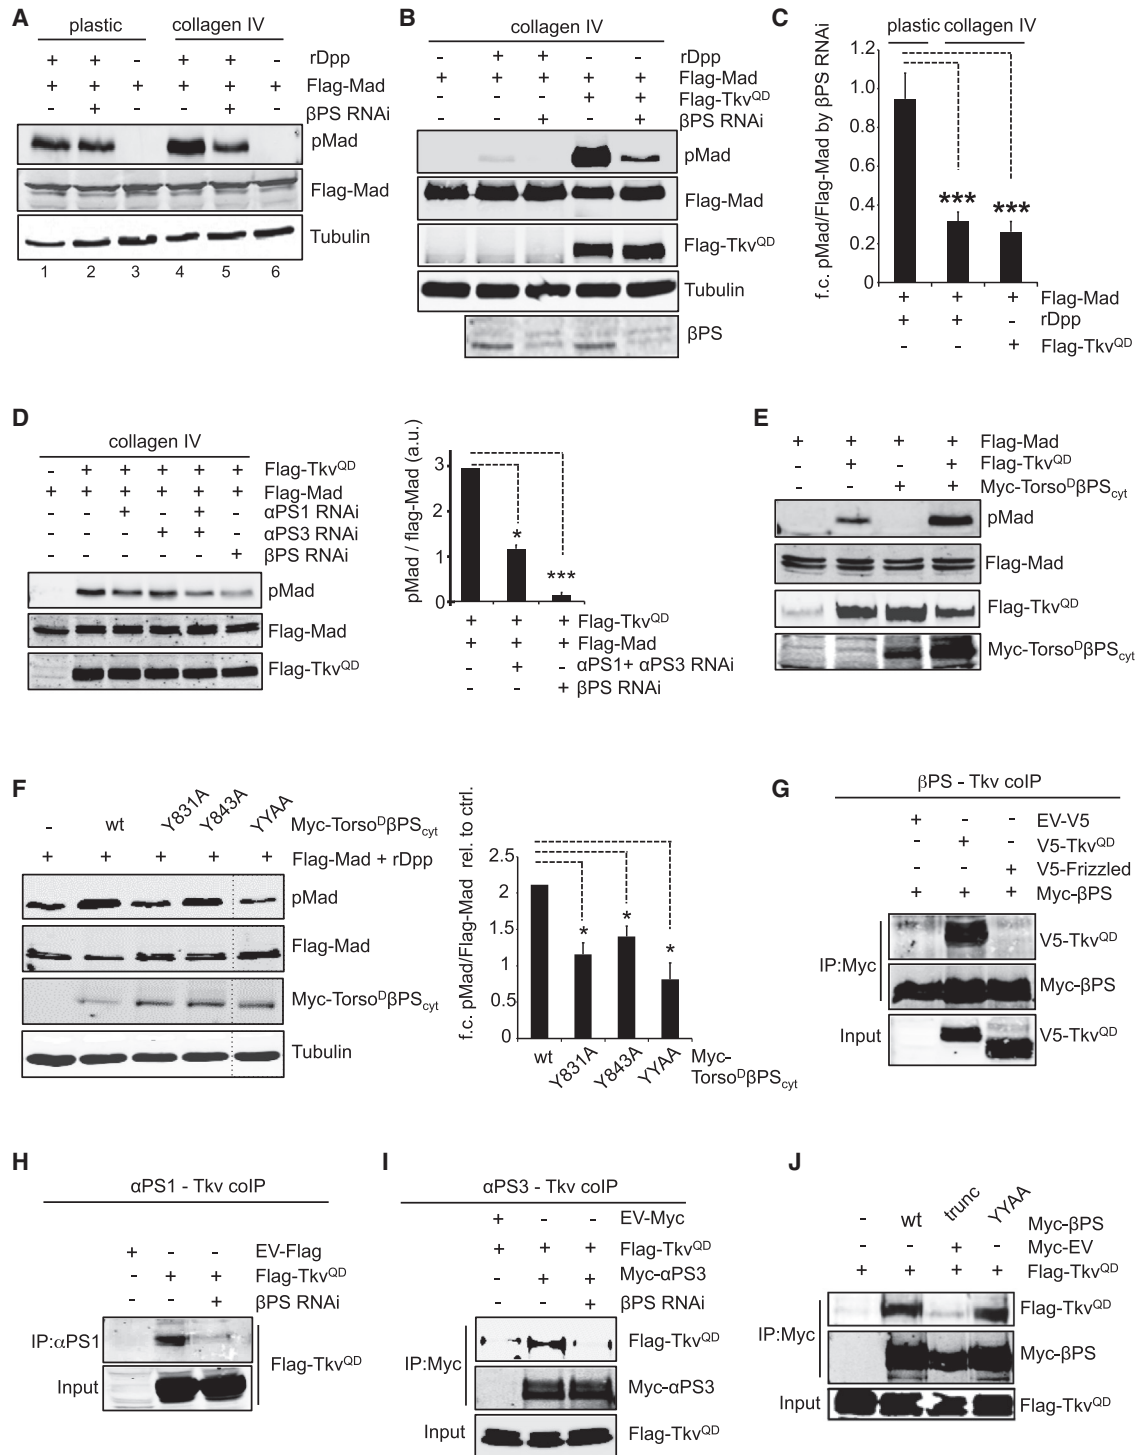 A
plastic collagen IV
+ + - + + - rDpp
+ + + + + + Flag-Mad
+ + βPS RNAi
pMad
Flag-Mad
Tubulin
1 2 3 4 5 6
B
collagen IV
- + + - - rDpp
+ + + + + Flag-Mad
+ + Flag-TkvQD
+ + βPS RNAi
pMad
Flag-Mad
Flag-TkvQD
Tubulin
βPS
C
plastic collagen IV
f.c. pMad/Flag-Mad by βPS RNAi
1.2
1.0
0.8
0.6
0.4
0.2
0
*** ***
+ + + Flag-Mad
+ + - rDpp
- - + Flag-TkvQD
D
collagen IV
- + + + + + Flag-TkvQD
+ + + + + + Flag-Mad
+ + αPS1 RNAi
+ + αPS3 RNAi
+ βPS RNAi
pMad
Flag-Mad
Flag-TkvQD
pMad / flag-Mad (a.u.)
3
1
1
0
* ***
+ + + Flag-TkvQD
+ + + Flag-Mad
- + - αPS1+ αPS3 RNAi
- - + βPS RNAi
E
+ + + + Flag-Mad
- + - + Flag-TkvQD
- - + + Myc-TorsoDβPScyt
pMad
Flag-Mad
Flag-TkvQD
Myc-TorsoDβPScyt
F
- wt Y831A Y843A YYAA Myc-TorsoDβPScyt
+ + + + + Flag-Mad + rDpp
pMad
Flag-Mad
Myc-TorsoDβPScyt
Tubulin
f.c. pMad/Flag-Mad rel. to ctrl.
2.5
2
1.5
1
0.5
0
* * *
wt Y831A Y843A YYAA Myc-
TorsoDβPScyt
G
βPS - Tkv coIP
+ - - EV-V5
- + - V5-TkvQD
- - + V5-Frizzled
+ + + Myc-βPS
IP:Myc
V5-TkvQD
Myc-βPS
Input V5-TkvQD
H
αPS1 - Tkv coIP
+ - - EV-Flag
- + + Flag-TkvQD
- - + βPS RNAi
IP:αPS1
Input
Flag-TkvQD
I
αPS3 - Tkv coIP
+ - - EV-Myc
+ + + Flag-TkvQD
- + + Myc-αPS3
- - + βPS RNAi
IP:Myc
Flag-TkvQD
Myc-αPS3
Input Flag-TkvQD
J
- wt trunc YYAA Myc-βPS
- - + - Myc-EV
+ + + + Flag-TkvQD
IP:Myc
Flag-TkvQD
Myc-βPS
Input Flag-TkvQD